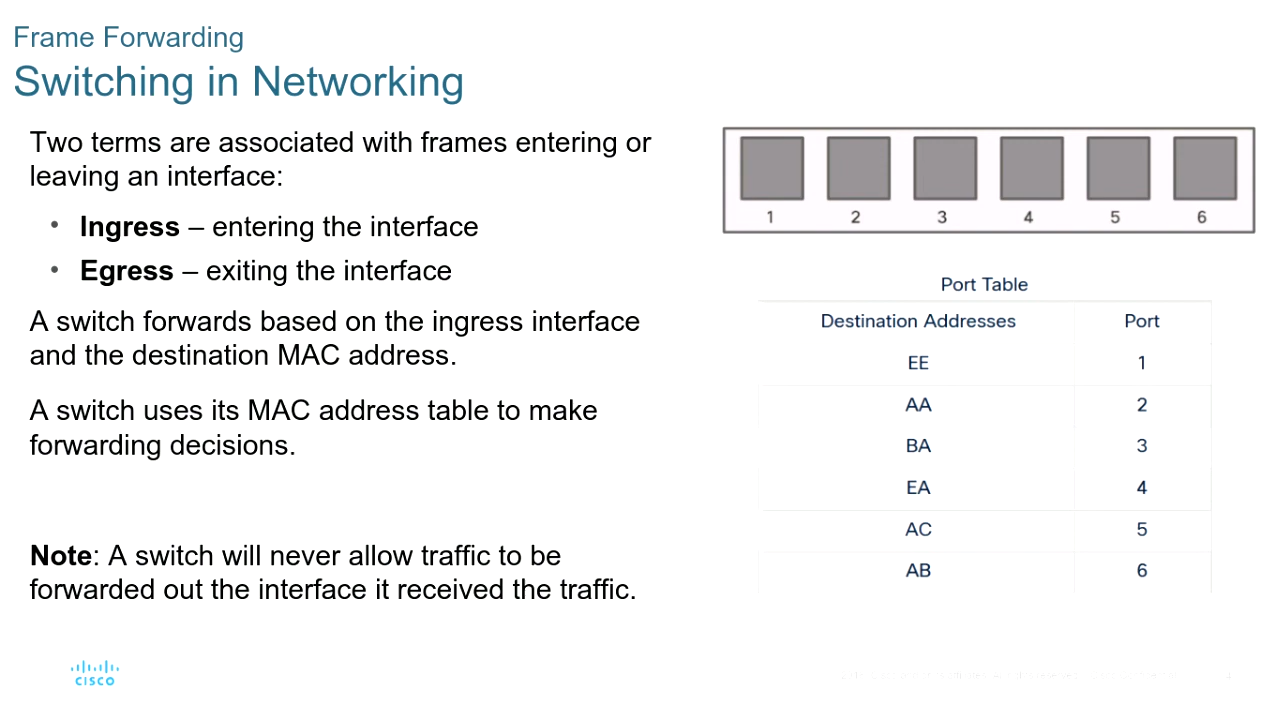 Frame Forwarding
Switching in Networking
Two terms are associated with frames entering or
leaving an interface:
• Ingress – entering the interface
• Egress – exiting the interface
A switch forwards based on the ingress interface
and the destination MAC address.
A switch uses its MAC address table to make
forwarding decisions.
Note: A switch will never allow traffic to be
forwarded out the interface it received the traffic.
1 2 3 4 5 6
Port Table
Destination Addresses Port
EE 1
AA 2
BA 3
EA 4
AC 5
AB 6
CISCO